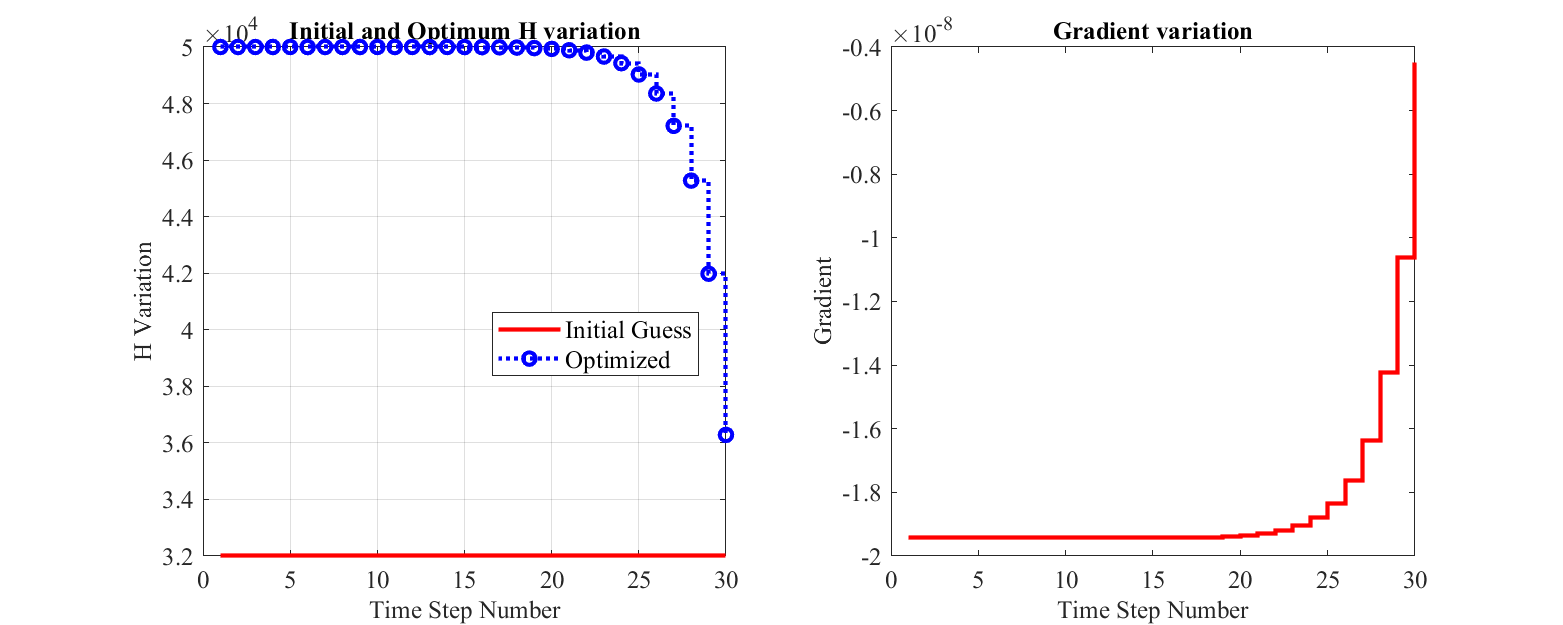 ×10^4
Initial and Optimum H variation
5
4.8
4.6
4.4
4.2
4
3.8
3.6
3.4
3.2
H Variation
Initial Guess
Optimized
0 5 10 15 20 25 30
Time Step Number
×10^-8
Gradient variation
-0.4
-0.6
-0.8
-1
-1.2
-1.4
-1.6
-1.8
-2
Gradient
0 5 10 15 20 25 30
Time Step Number